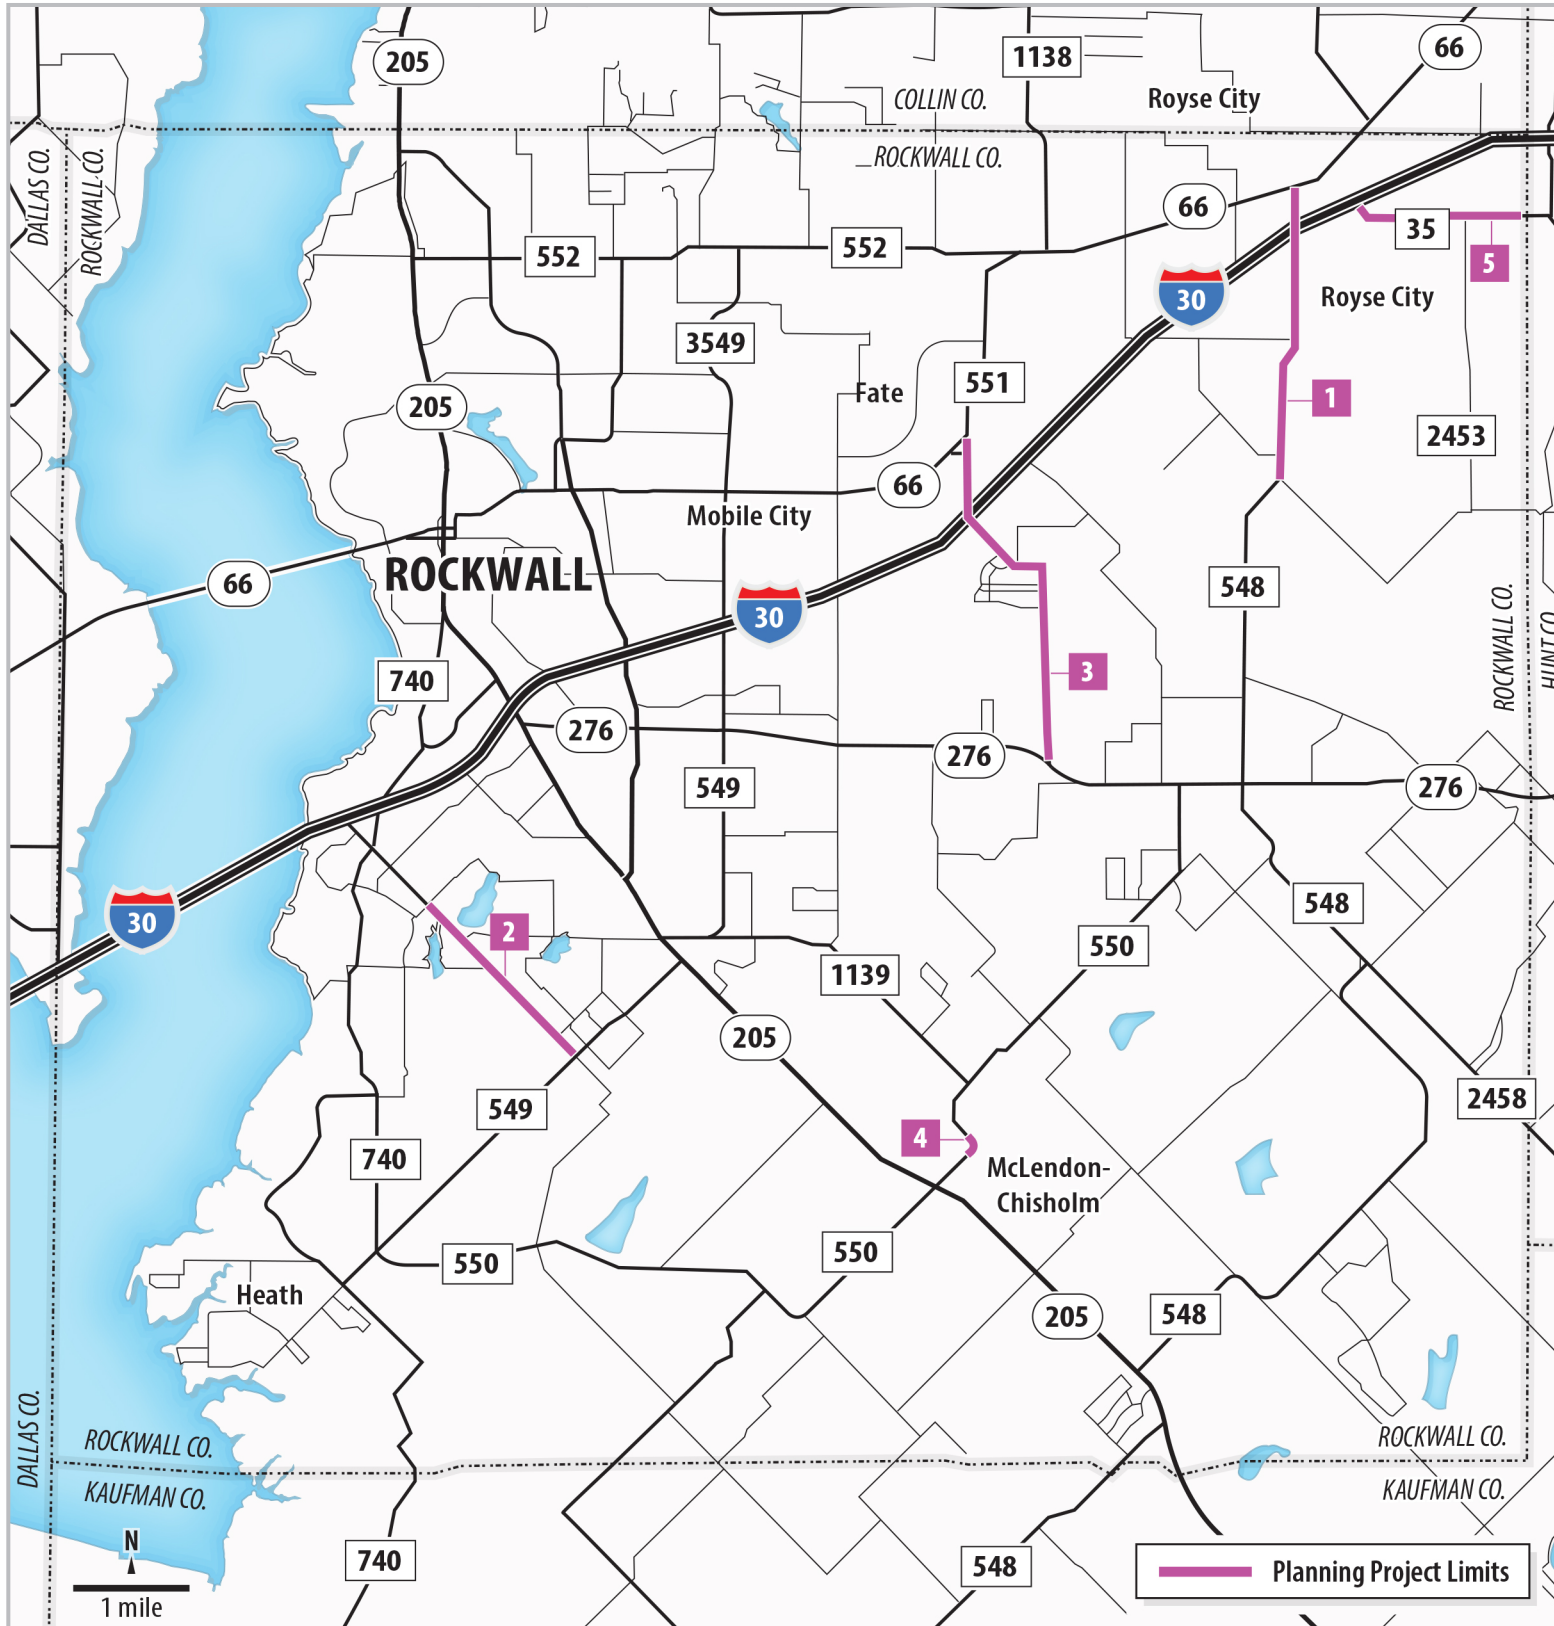 205
1138
66
COLLIN CO.
Royse City
DALLAS CO.
ROCKWALL CO.
ROCKWALL CO.
66
35
552
552
5
30
Royse City
3549
551
Fate
1
205
2453
66
Mobile City
ROCKWALL
66
548
30
ROCKWALL CO.
HUNT CO.
740
3
276
276
549
276
30
2
548
550
1139
205
549
2458
4
740
McLendon-
Chisholm
550
550
Heath
205
548
DALLAS CO.
ROCKWALL CO.
ROCKWALL CO.
KAUFMAN CO.
KAUFMAN CO.
N
1 mile
740
548
Planning Project Limits